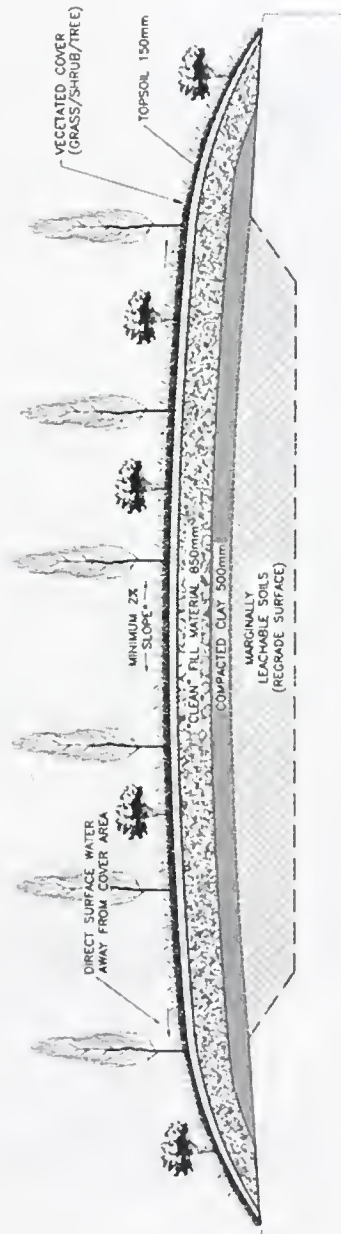 VEGETATED COVER
(GRASS/SHRUB/TREE)
TOPSOIL 150mm
MINIMUM 2%
SLOPE
DIRECT SURFACE WATER
AWAY FROM COVER AREA
"CLEAN" FILL MATERIAL 850mm
COMPACTED CLAY 500mm
MARGINALLY
LEACHABLE SOILS
(REGRADE SURFACE)